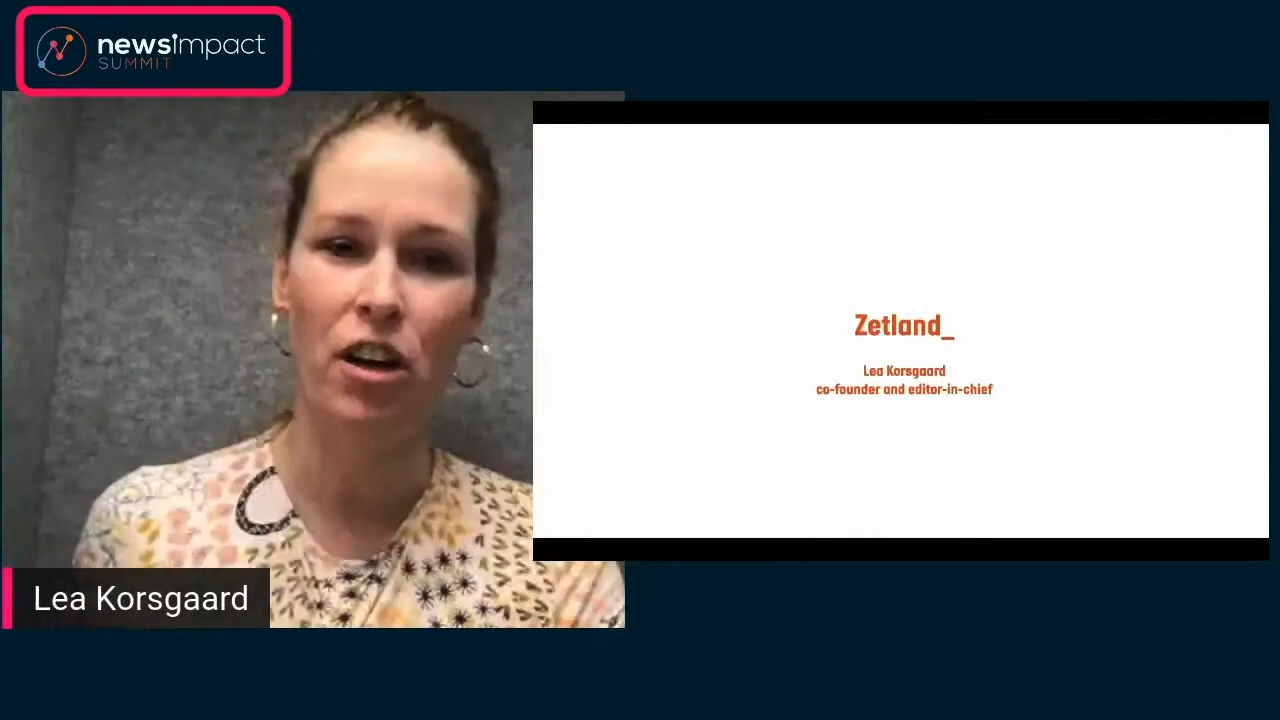 newsimpact
SUMMIT
Zetland_
Lea Korsgaard
co-founder and editor-in-chief
Lea Korsgaard